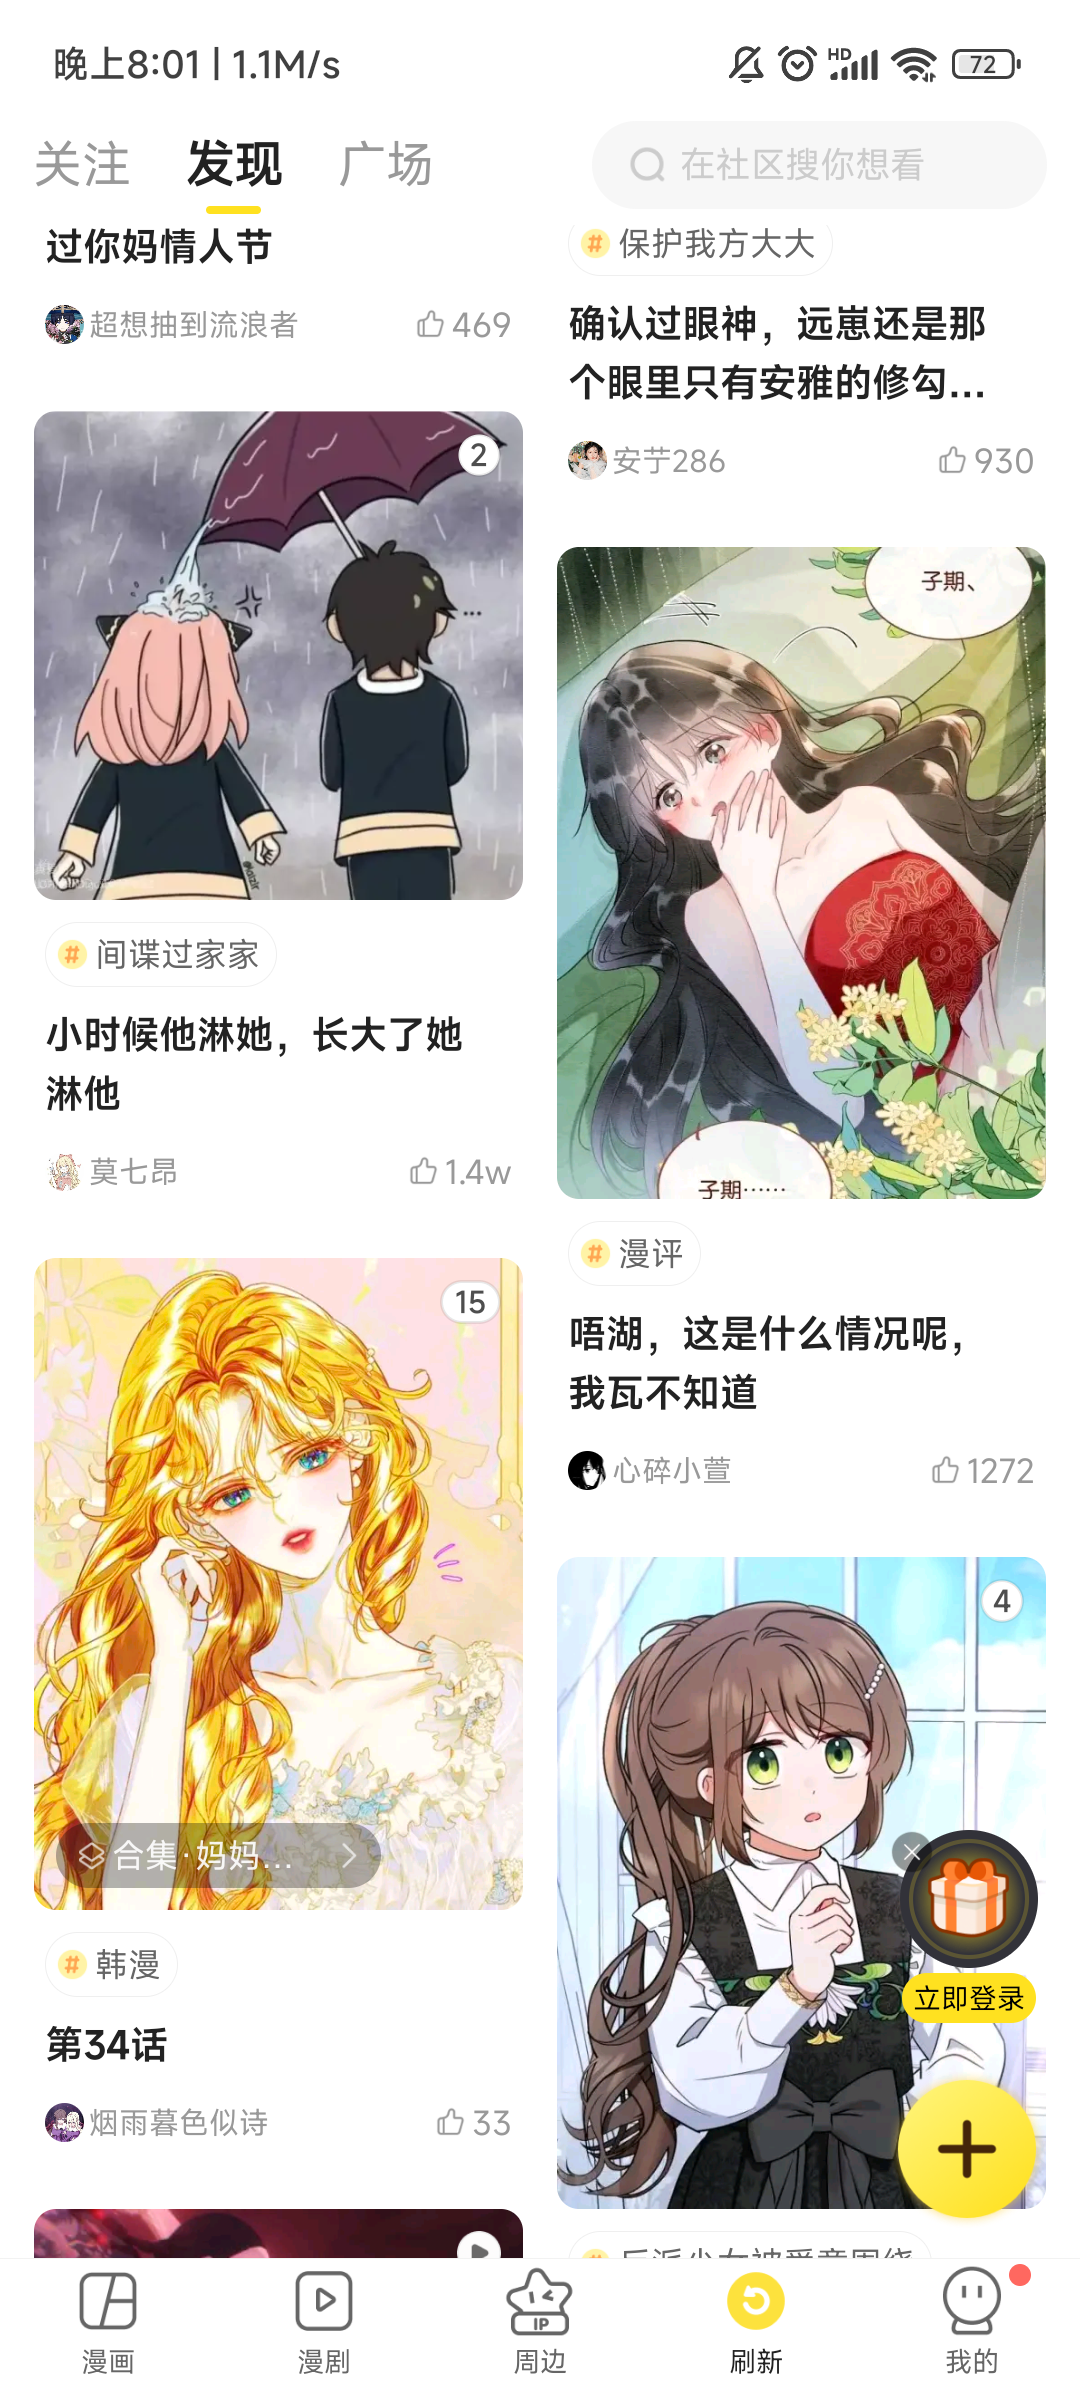 晚上8:01 | 1.1M/s
HD
72
关注
发现
广场
在社区搜你想看
过你妈情人节
超想抽到流浪者
469
2
# 间谍过家家
小时候他淋她，长大了她
淋他
莫七昂
1.4w
15
合集·妈妈...
# 韩漫
第34话
烟雨暮色似诗
33
# 保护我方大大
确认过眼神，远崽还是那
个眼里只有安雅的修勾...
安苧286
930
子期、
子期……
# 漫评
唔湖，这是什么情况呢，
我瓦不知道
心碎小萱
1272
4
立即登录
漫画
漫剧
IP
周边
刷新
我的